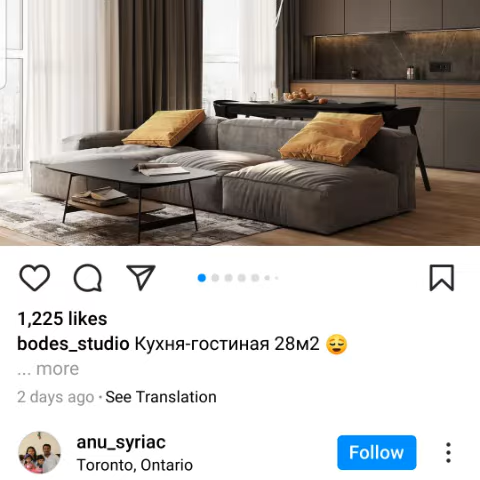 1,225 likes
bodes_studio Кухня-гостиная 28м2 😌
... more
2 days ago · See Translation
anu_syriac
Toronto, Ontario
Follow